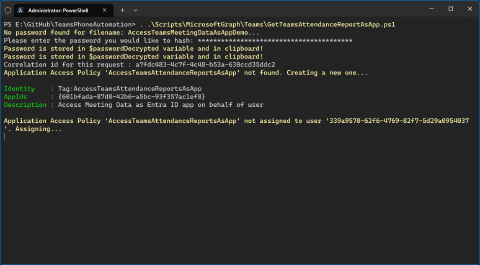 Administrator: PowerShell
PS E:\GitHub\TeamsPhoneAutomation> . .\Scripts\MicrosoftGraph\Teams\GetTeamsAttendanceReportAsApp.ps1
No password found for filename: AccessTeamsMeetingDataAsAppDemo...
Please enter the password you would like to hash: ****************************************
Password is stored in $passwordDecrypted variable and in clipboard!
Password is stored in $passwordDecrypted variable and in clipboard!
Correlation id for this request : a7fdc483-4c7f-4c48-b53a-630ccd35ddc2
Application Access Policy 'AccessTeamsAttendanceReportsAsApp' not found. Creating a new one...
Identity : Tag:AccessTeamsAttendanceReportsAsApp
AppIds : {601bfada-87d8-42b6-a5bc-93f357ac1ef8}
Description : Access Meeting Data as Entra ID app on behalf of user
Application Access Policy 'AccessTeamsAttendanceReportsAsApp' not assigned to user '339a9570-62f6-4769-82f7-5d29a0954037
'. Assigning...